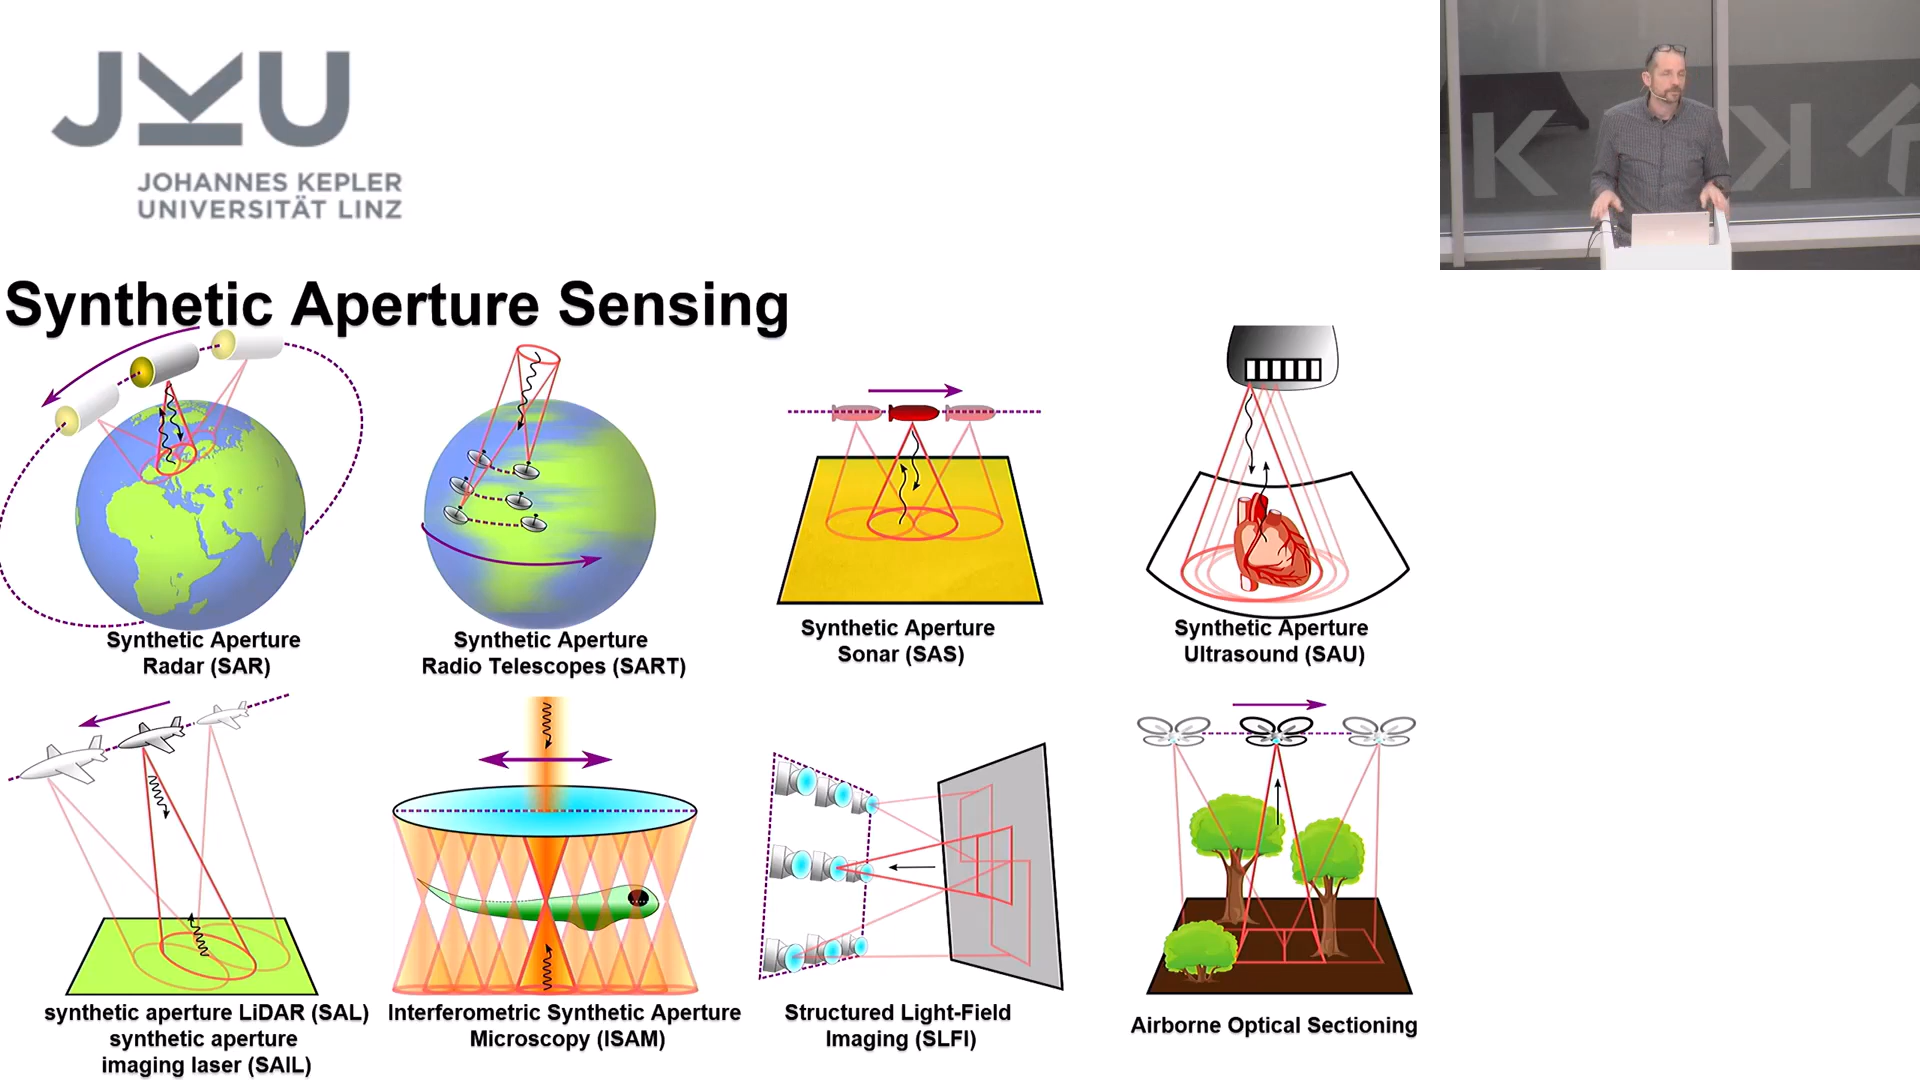 JKU
JOHANNES KEPLER
UNIVERSITÄT LINZ
Synthetic Aperture Sensing
Synthetic Aperture
Radar (SAR)
Synthetic Aperture
Radio Telescopes (SART)
Synthetic Aperture
Sonar (SAS)
Synthetic Aperture
Ultrasound (SAU)
synthetic aperture LiDAR (SAL)
synthetic aperture
imaging laser (SAIL)
Interferometric Synthetic Aperture
Microscopy (ISAM)
Structured Light-Field
Imaging (SLFI)
Airborne Optical Sectioning